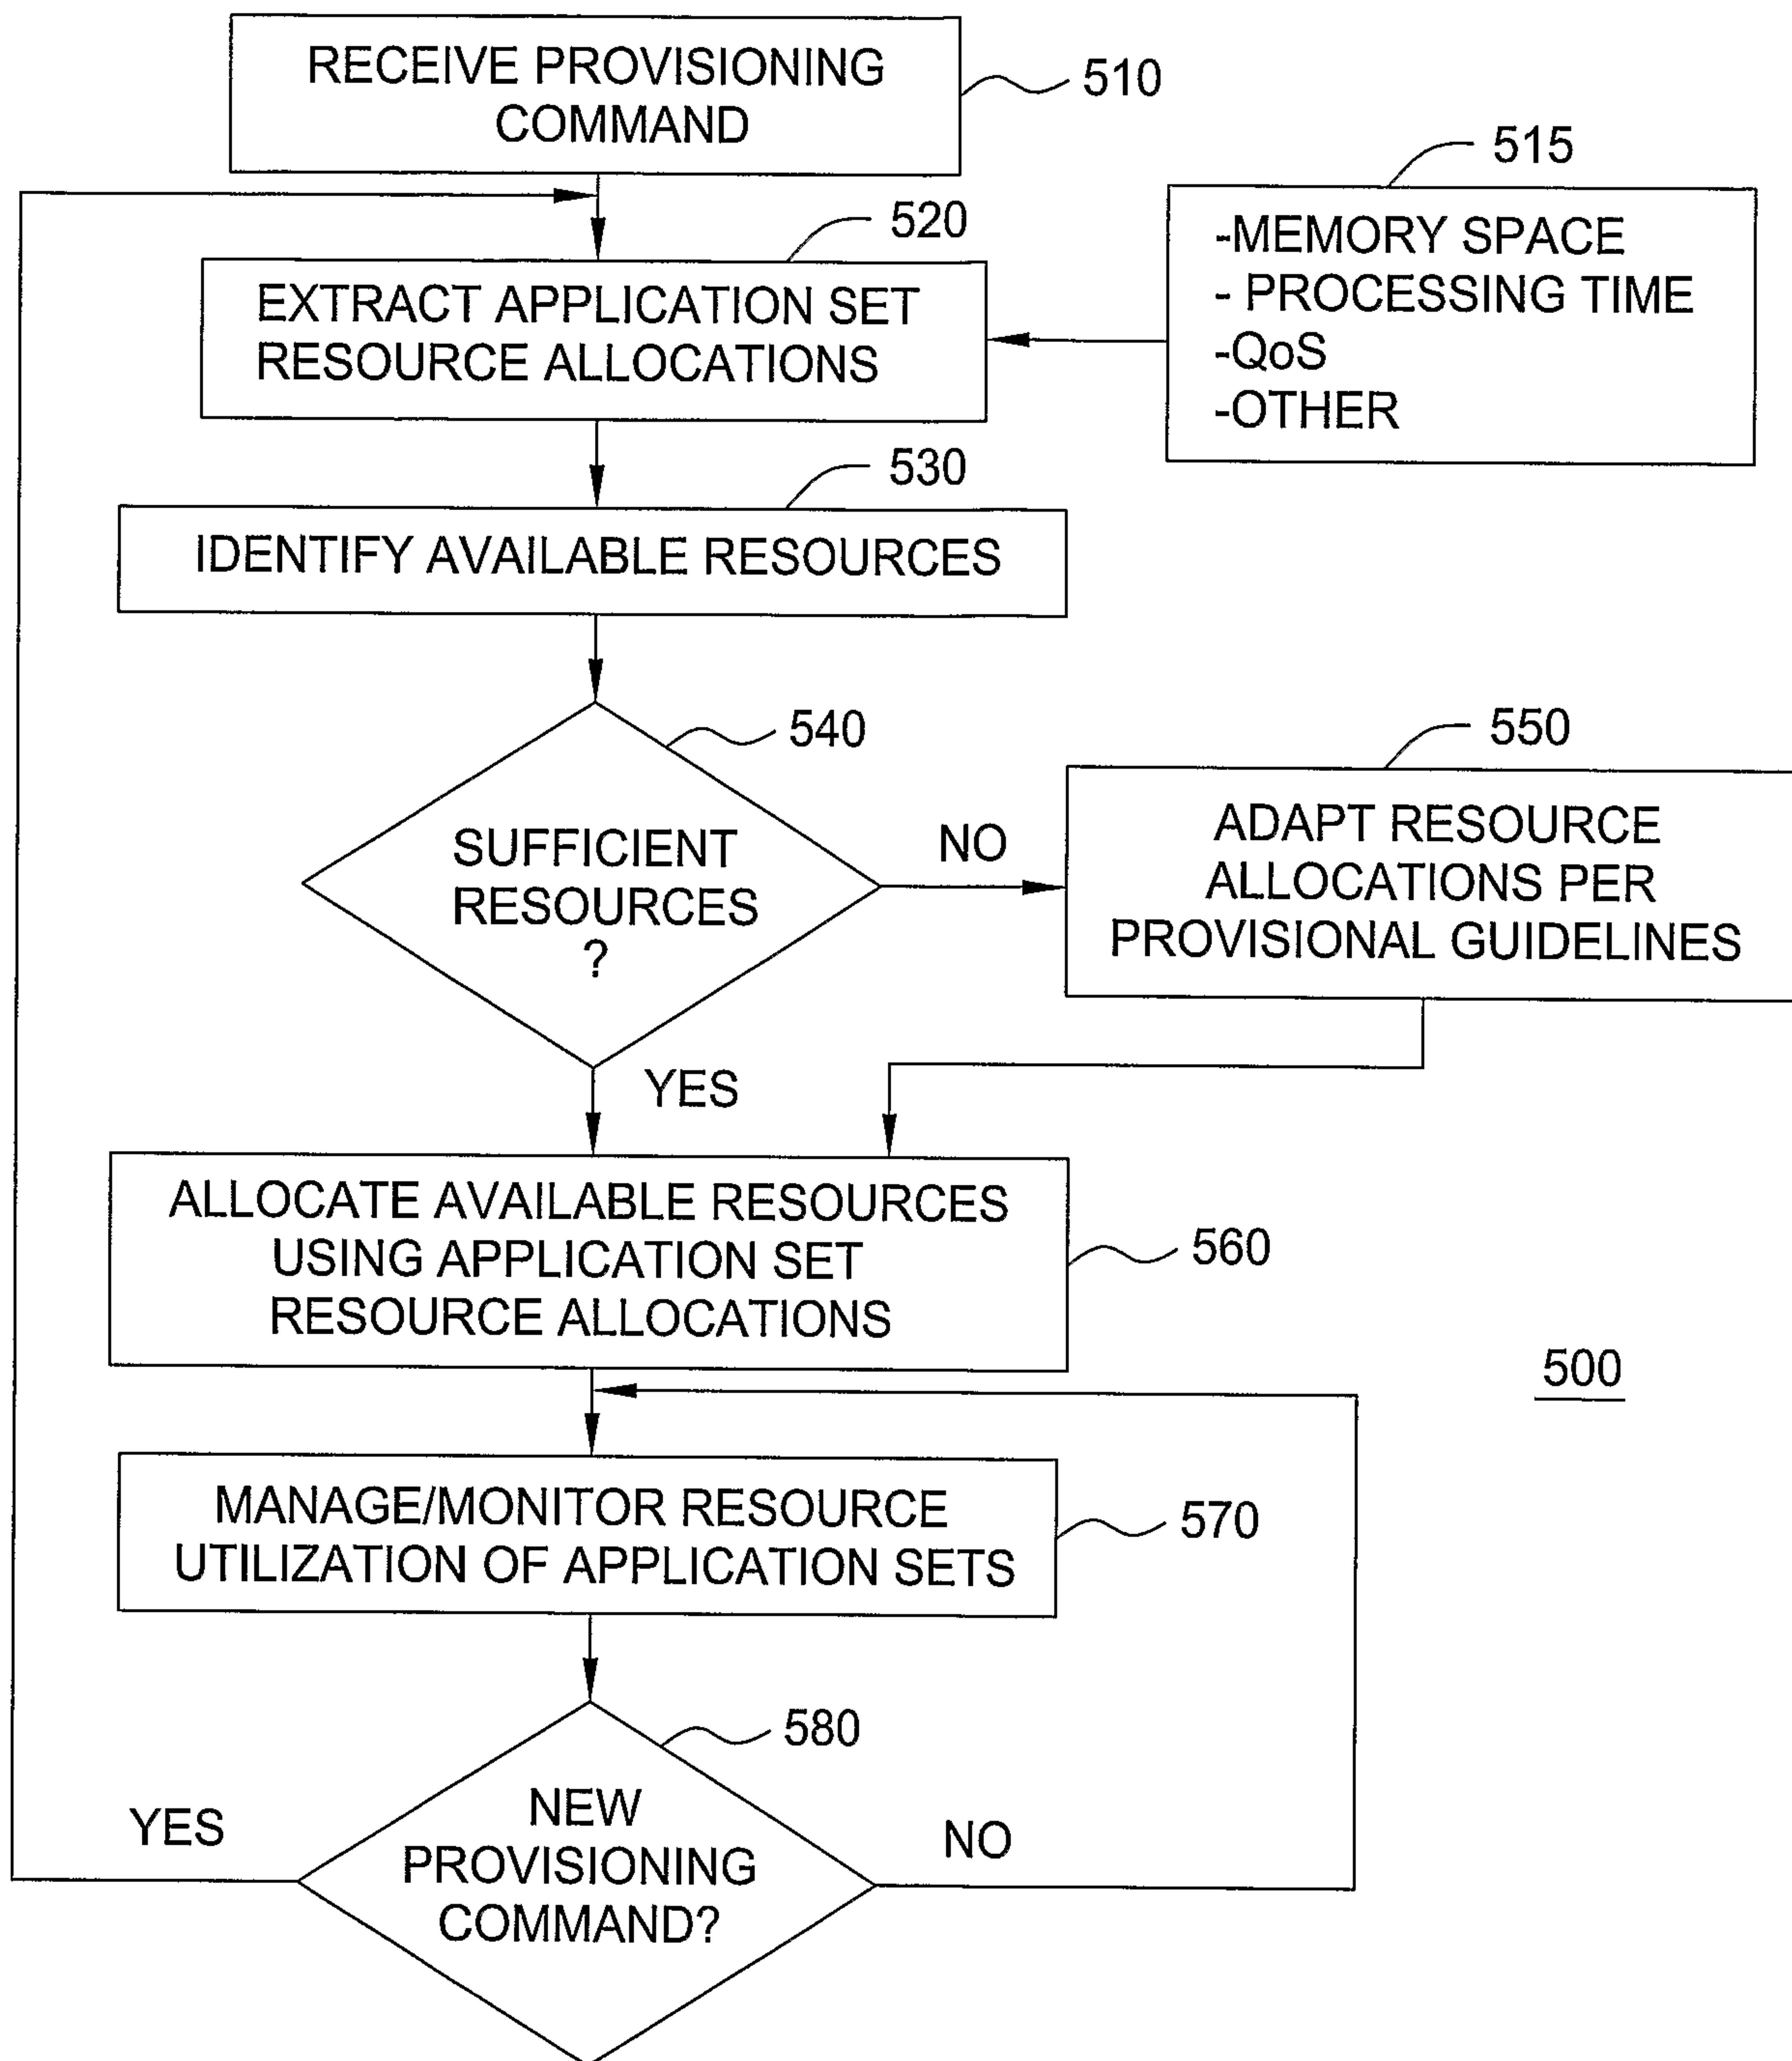 RECEIVE PROVISIONING
COMMAND
510
515
-MEMORY SPACE
- PROCESSING TIME
-QoS
-OTHER
520
EXTRACT APPLICATION SET
RESOURCE ALLOCATIONS
530
IDENTIFY AVAILABLE RESOURCES
540
SUFFICIENT
RESOURCES
?
NO
550
ADAPT RESOURCE
ALLOCATIONS PER
PROVISIONAL GUIDELINES
YES
ALLOCATE AVAILABLE RESOURCES
USING APPLICATION SET
RESOURCE ALLOCATIONS
560
500
MANAGE/MONITOR RESOURCE
UTILIZATION OF APPLICATION SETS
570
580
NEW
PROVISIONING
COMMAND?
YES
NO